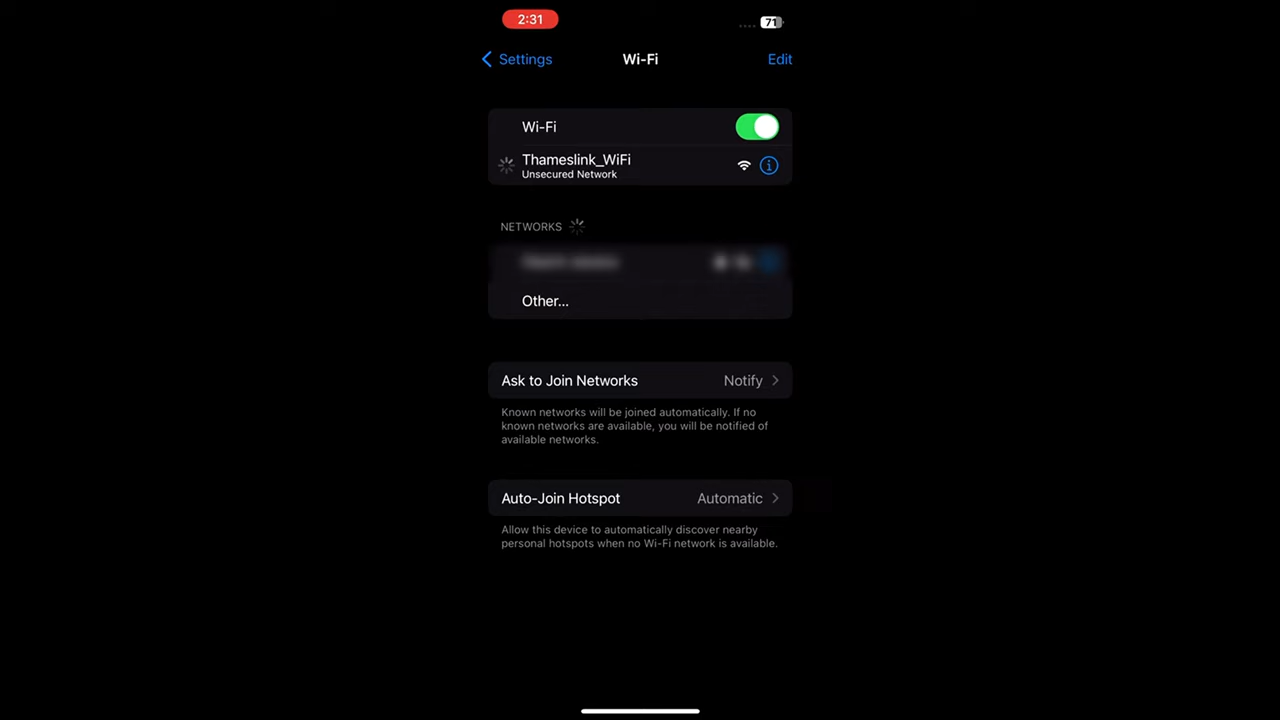 2:31
71
Settings
Wi-Fi
Edit
Wi-Fi
Thameslink_WiFi
Unsecured Network
NETWORKS
Other...
Ask to Join Networks
Notify
Known networks will be joined automatically. If no
known networks are available, you will be notified of
available networks.
Auto-Join Hotspot
Automatic
Allow this device to automatically discover nearby
personal hotspots when no Wi-Fi network is available.